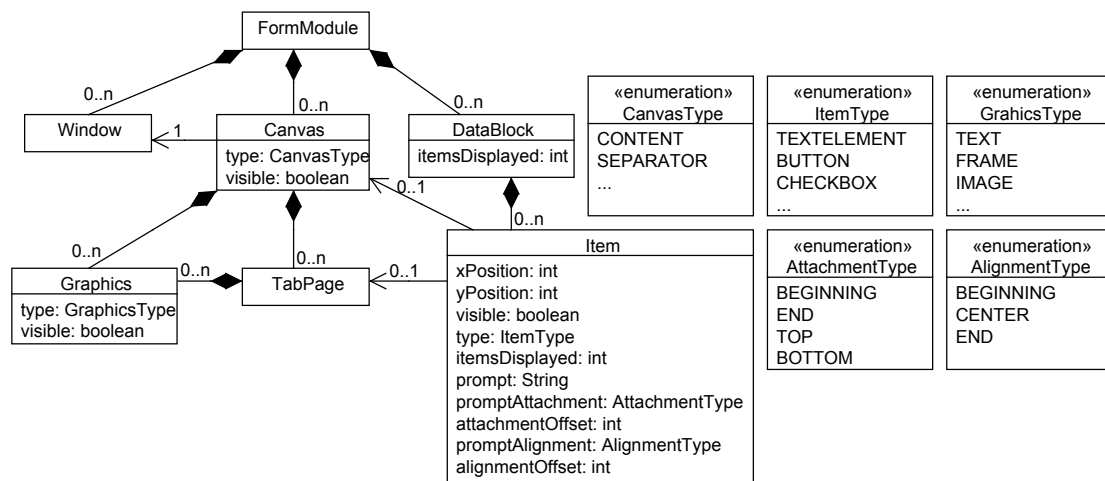 FormModule
0..n
0..n
0..n
Window
1
Canvas
type: CanvasType
visible: boolean
DataBlock
itemsDisplayed: int
0..1
0..n
0..n
0..n
0..n
Graphics
type: GraphicsType
visible: boolean
TabPage
0..1
Item
xPosition: int
yPosition: int
visible: boolean
type: ItemType
itemsDisplayed: int
prompt: String
promptAttachment: AttachmentType
attachmentOffset: int
promptAlignment: AlignmentType
alignmentOffset: int
«enumeration»
CanvasType
CONTENT
SEPARATOR
...
«enumeration»
ItemType
TEXTELEMENT
BUTTON
CHECKBOX
...
«enumeration»
GrahicsType
TEXT
FRAME
IMAGE
...
«enumeration»
AttachmentType
BEGINNING
END
TOP
BOTTOM
«enumeration»
AlignmentType
BEGINNING
CENTER
END